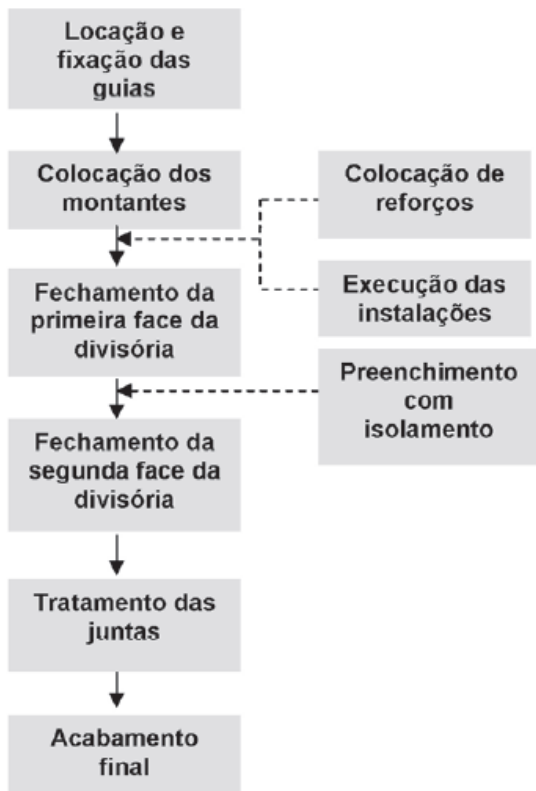 Locação e
fixação das
guias
Colocação dos
montantes
Colocação de
reforços
Execução das
instalações
Fechamento da
primeira face da
divisória
Preenchimento
com
isolamento
Fechamento da
segunda face da
divisória
Tratamento das
juntas
Acabamento
final